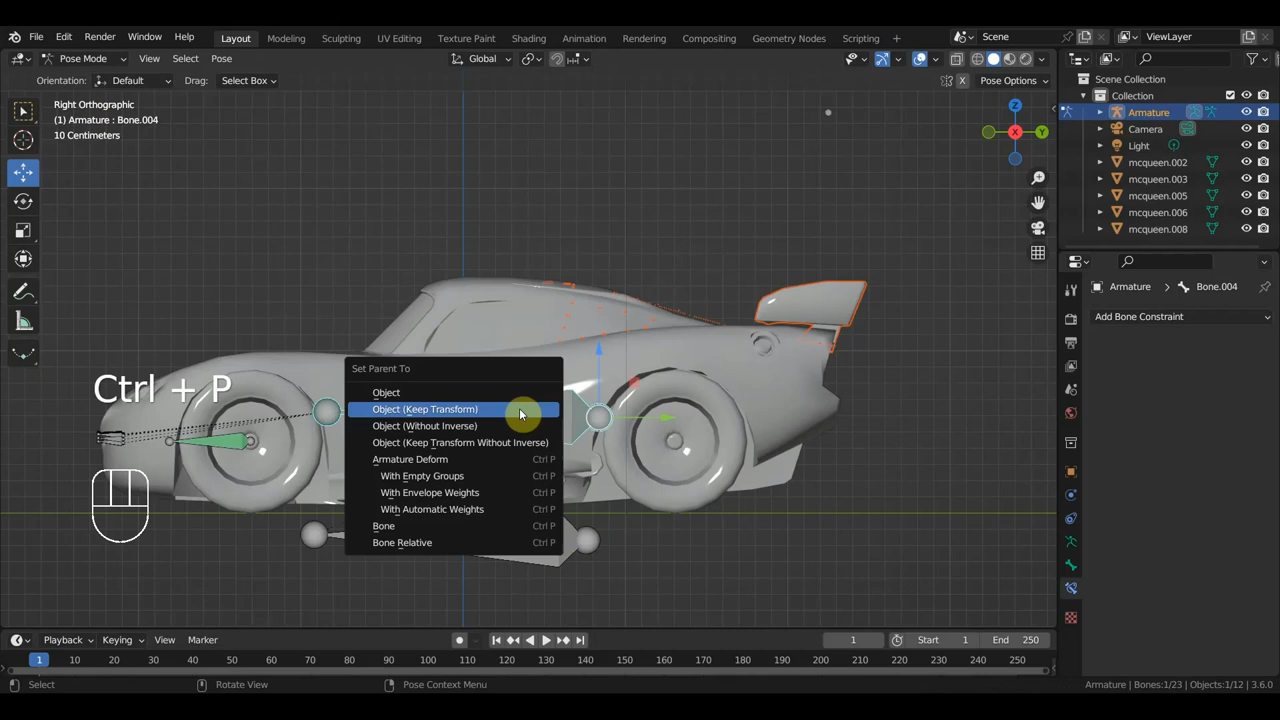 File Edit Render Window Help Layout Modeling Sculpting UV Editing Texture Paint Shading Animation Rendering Compositing Geometry Nodes Scripting + Scene ViewLayer
Pose Mode View Select Pose Global
Orientation: Default Drag: Select Box X Pose Options
Right Orthographic
(1) Armature : Bone.004
10 Centimeters
Z
Y
X
Scene Collection
Collection
Armature
Camera
Light
mcqueen.002
mcqueen.003
mcqueen.005
mcqueen.006
mcqueen.008
Armature > Bone.004
Add Bone Constraint
Ctrl + P
Set Parent To
Object
Object (Keep Transform)
Object (Without Inverse)
Object (Keep Transform Without Inverse)
Armature Deform Ctrl P
With Empty Groups Ctrl P
With Envelope Weights Ctrl P
With Automatic Weights Ctrl P
Bone Ctrl P
Bone Relative Ctrl P
Playback Keying View Marker 1 Start 1 End 250
1 10 20 30 40 50 60 70 80 90 100 110 120 130 140 150 160 170 180 190 200 210 220 230 240 250
Select Rotate View Pose Context Menu Armature | Bones:1/23 | Objects:1/12 | 3.6.0